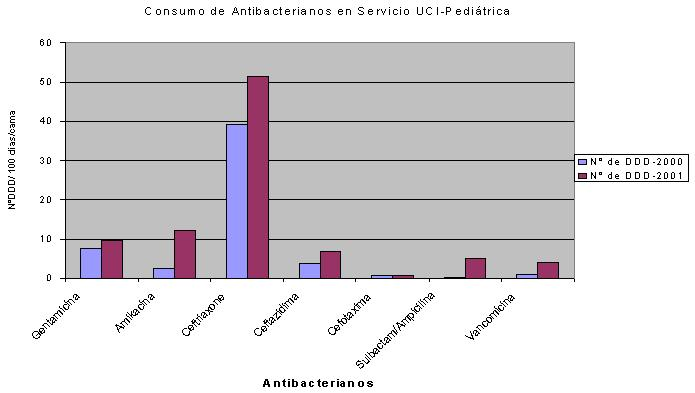 Consumo de Antibacterianos en Servicio UCI-Pediátrica
60
50
40
30
20
10
0
NºDDD/100 días/cama
Gentamicina
Amikacina
Ceftriaxone
Ceftazidima
Cefotaxima
Sulbactam/Ampicilina
Vancomicina
Antibacterianos
Nº de DDD-2000
Nº de DDD-2001